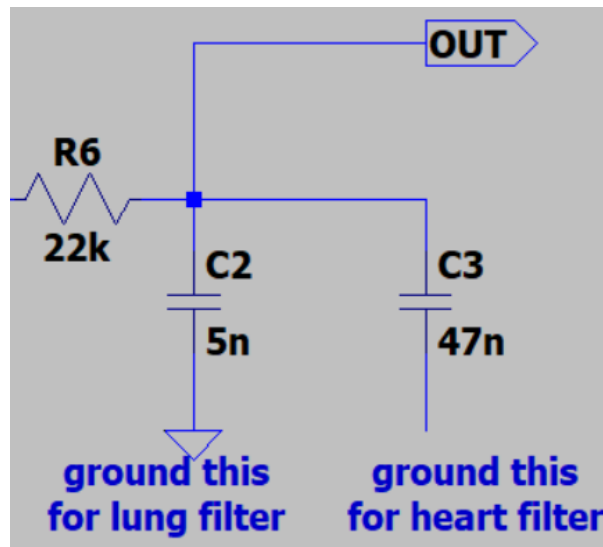 OUT
R6
22k
C2
5n
C3
47n
ground this
for lung filter
ground this
for heart filter